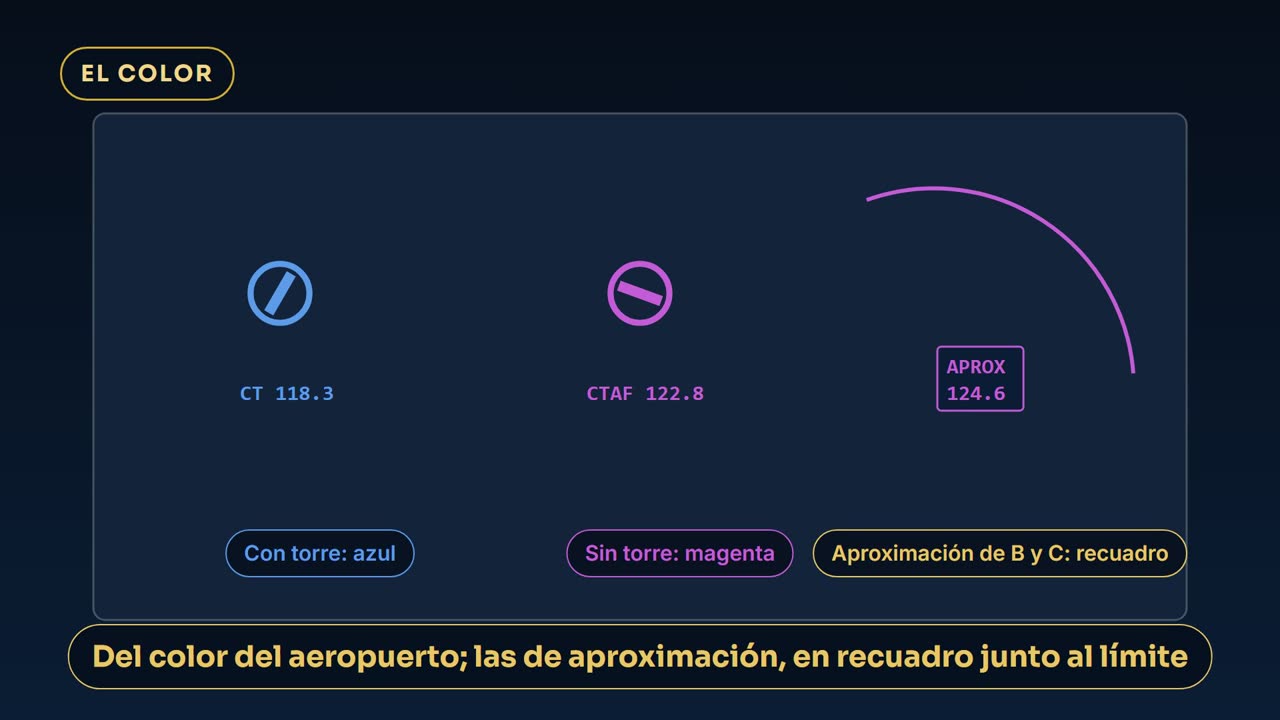 EL COLOR
CT 118.3
CTAF 122.8
APROX
124.6
Con torre: azul
Sin torre: magenta
Aproximación de B y C: recuadro
Del color del aeropuerto; las de aproximación, en recuadro junto al límite